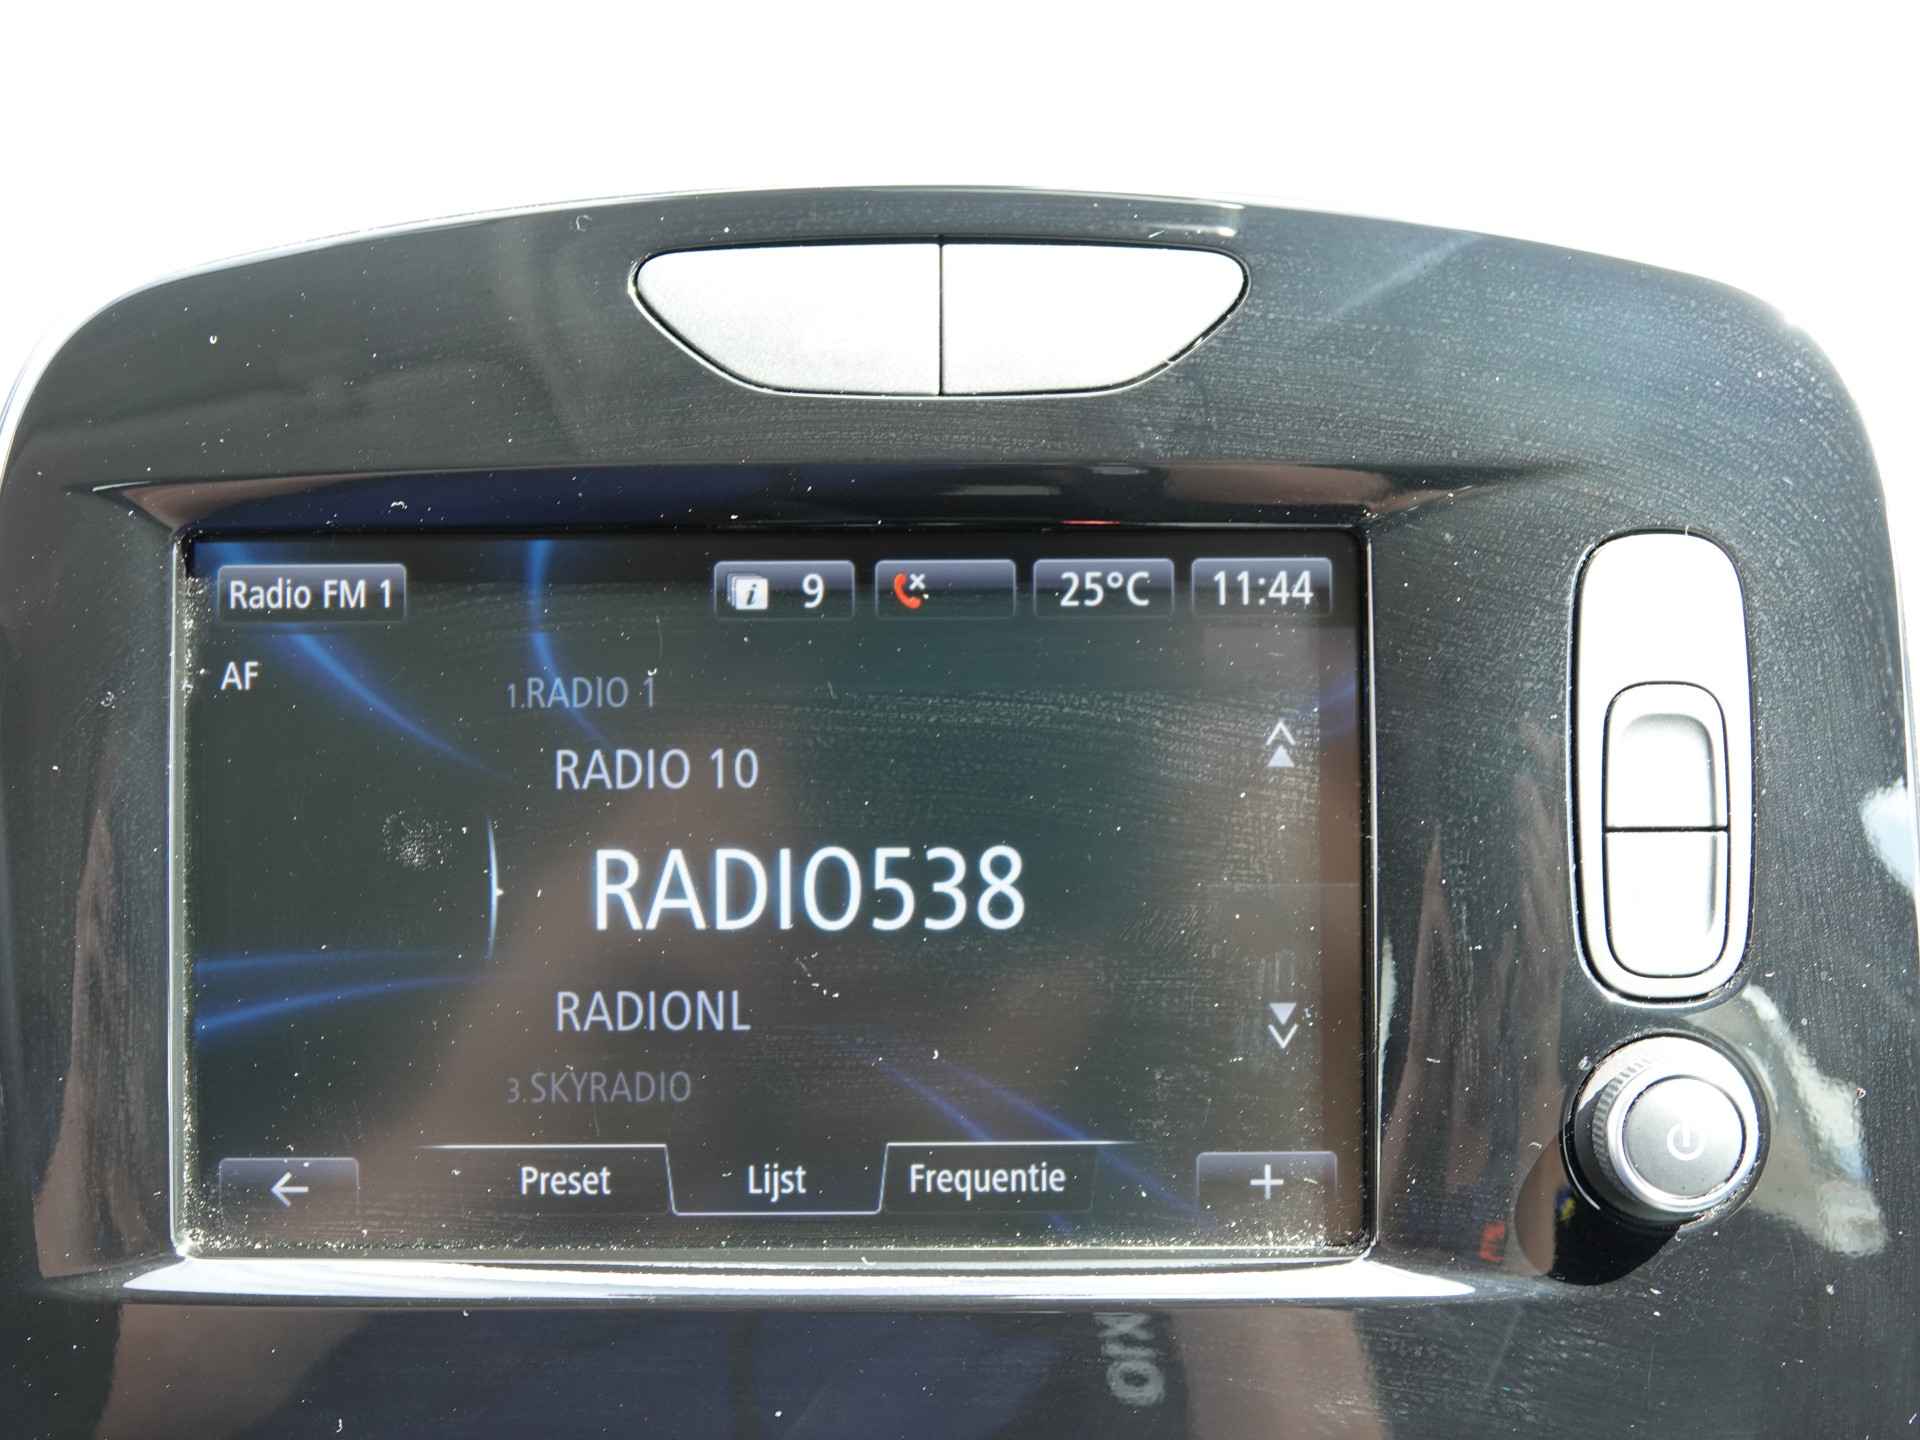 Radio FM 1
i 9
25°C
11:44
AF
1.RADIO 1
RADIO 10
RADIO538
RADIONL
3.SKYRADIO
Preset
Lijst
Frequentie
+